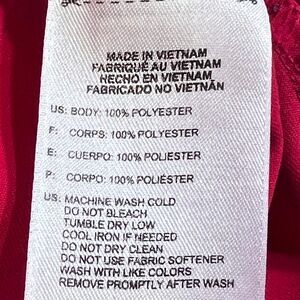 MADE IN VIETNAM
FABRIQUÉ AU VIETNAM
HECHO EN VIETNAM
FABRICADO NO VIETNÃN
US: BODY: 100% POLYESTER
F: CORPS: 100% POLYESTER
E: CUERPO: 100% POLIÉSTER
P: CORPO: 100% POLIÉSTER
US: MACHINE WASH COLD
DO NOT BLEACH
TUMBLE DRY LOW
COOL IRON IF NEEDED
DO NOT DRY CLEAN
DO NOT USE FABRIC SOFTENER
WASH WITH LIKE COLORS
REMOVE PROMPTLY AFTER WASH